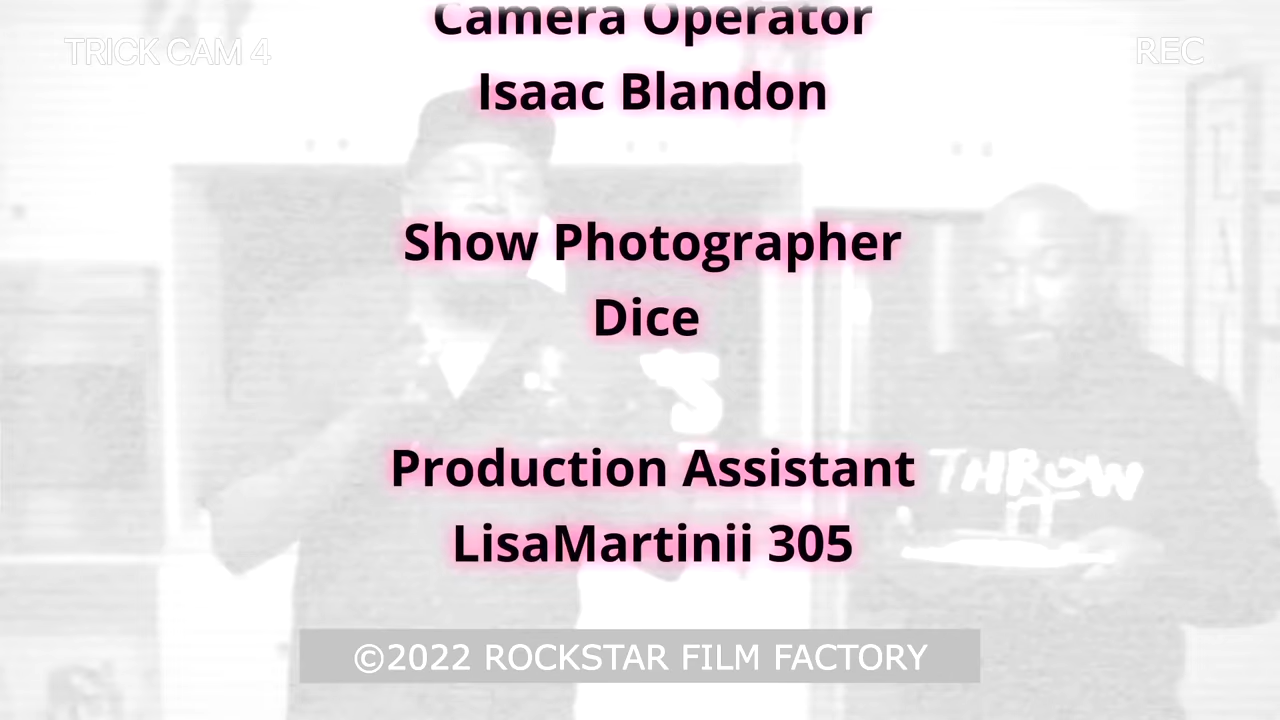 Camera Operator
TRICK CAM 4
REC
Isaac Blandon
Show Photographer
Dice
Production Assistant
THROW
IT
LisaMartinii 305
©2022 ROCKSTAR FILM FACTORY